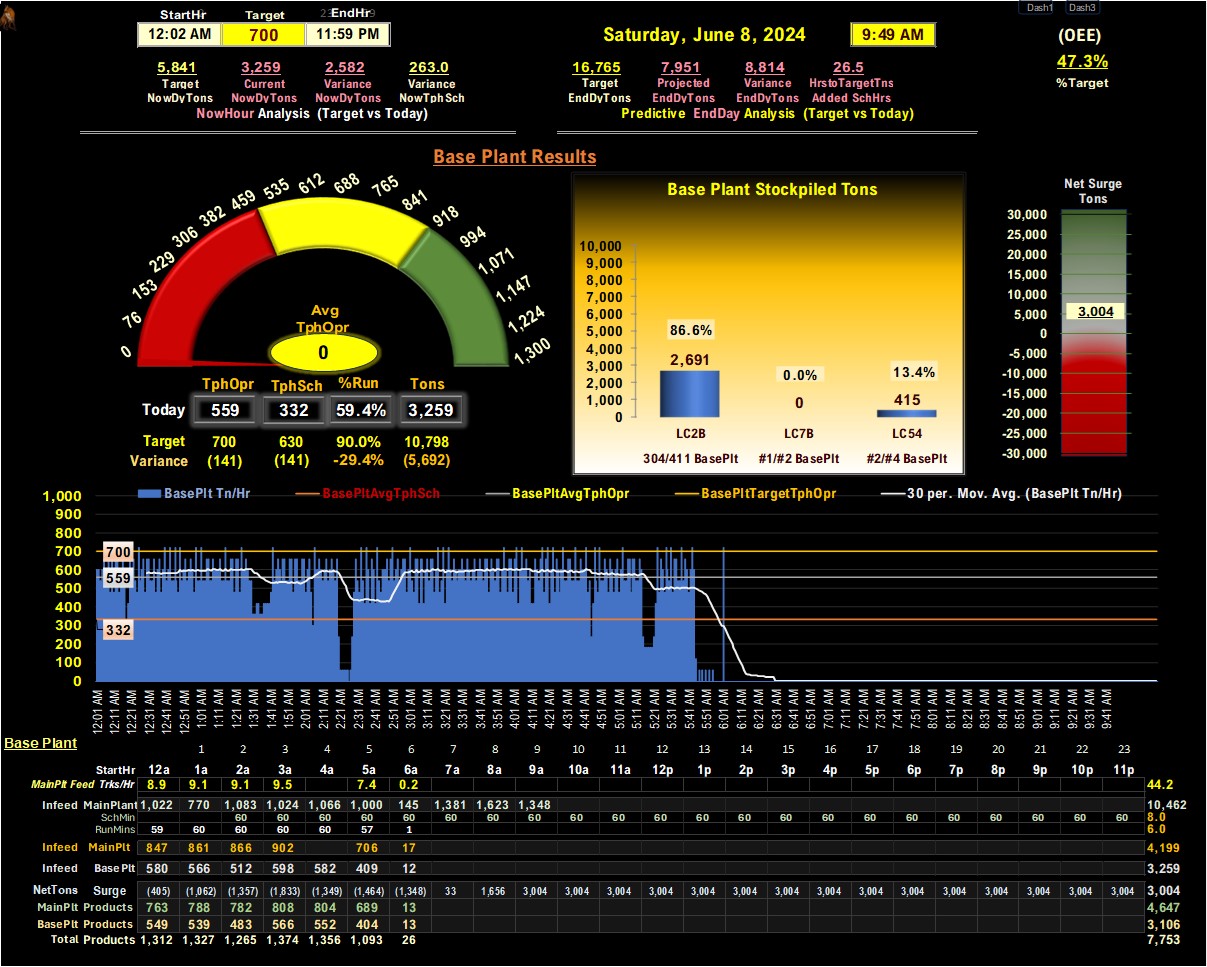 StartHr Target EndHr
12:02 AM 700 11:59 PM
Saturday, June 8, 2024 9:49 AM
Dash1 Dash3
(OEE)
47.3%
%Target
5,841 3,259 2,582 263.0
Target Current Variance Variance
NowDyTons NowDyTons NowDyTons NowTphSch
NowHour Analysis (Target vs Today)
16,765 7,951 8,814 26.5
Target Projected Variance HrstoTargetTns
EndDyTons EndDyTons EndDyTons Added SchHrs
Predictive EndDay Analysis (Target vs Today)
Base Plant Results
0 76 153 229 306 382 459 535 612 688 765 841 918 994 1,071 1,147 1,224 1,300
Avg
TphOpr
0
TphOpr TphSch %Run Tons
Today 559 332 59.4% 3,259
Target 700 630 90.0% 10,798
Variance (141) (141) -29.4% (5,692)
Base Plant Stockpiled Tons
10,000
9,000
8,000
7,000
6,000
5,000
4,000
3,000
2,000
1,000
0
86.6% 0.0% 13.4%
2,691 0 415
LC2B LC7B LC54
304/411 BasePlt #1/#2 BasePlt #2/#4 BasePlt
Net Surge
Tons
30,000
25,000
20,000
15,000
10,000
5,000
0
-5,000
-10,000
-15,000
-20,000
-25,000
-30,000
3,004
BasePlt Tn/Hr BasePltAvgTphSch BasePltAvgTphOpr BasePltTargetTphOpr 30 per. Mov. Avg. (BasePlt Tn/Hr)
1,000
900
800
700
600
500
400
300
200
100
0
700
559
332
12:01 AM 12:11 AM 12:21 AM 12:31 AM 12:41 AM 12:51 AM 1:01 AM 1:11 AM 1:21 AM 1:31 AM 1:41 AM 1:51 AM 2:01 AM 2:11 AM 2:21 AM 2:31 AM 2:41 AM 2:51 AM 3:01 AM 3:11 AM 3:21 AM 3:31 AM 3:41 AM 3:51 AM 4:01 AM 4:11 AM 4:21 AM 4:31 AM 4:41 AM 4:51 AM 5:01 AM 5:11 AM 5:21 AM 5:31 AM 5:41 AM 5:51 AM 6:01 AM 6:11 AM 6:21 AM 6:31 AM 6:41 AM 6:51 AM 7:01 AM 7:11 AM 7:21 AM 7:31 AM 7:41 AM 7:51 AM 8:01 AM 8:11 AM 8:21 AM 8:31 AM 8:41 AM 8:51 AM 9:01 AM 9:11 AM 9:21 AM 9:31 AM 9:41 AM
Base Plant
1 2 3 4 5 6 7 8 9 10 11 12 13 14 15 16 17 18 19 20 21 22 23
StartHr 12a 1a 2a 3a 4a 5a 6a 7a 8a 9a 10a 11a 12p 1p 2p 3p 4p 5p 6p 7p 8p 9p 10p 11p
MainPlt Feed Trks/Hr 8.9 9.1 9.1 9.5 7.4 0.2 44.2
Infeed MainPlant 1,022 770 1,083 1,024 1,066 1,000 145 1,381 1,623 1,348 10,462
SchMin 60 60 60 60 60 60 60 60 60 60 60 60 60 60 60 60 60 60 60 60 60 60 8.0
RunMins 59 60 60 60 60 57 1 6.0
Infeed MainPlt 847 861 866 902 706 17 4,199
Infeed Base Plt 580 566 512 598 582 409 12 3.259
NetTons Surge (405) (1,062) (1,357) (1,833) (1,349) (1,464) (1,348) 33 1,656 3,004 3,004 3,004 3,004 3,004 3,004 3,004 3,004 3,004 3,004 3,004 3,004 3,004 3,004 3,004 3,004
MainPlt Products 763 788 782 808 804 689 13 4,647
BasePlt Products 549 539 483 566 552 404 13 3,106
Total Products 1,312 1,327 1,265 1,374 1,356 1,093 26 7,753